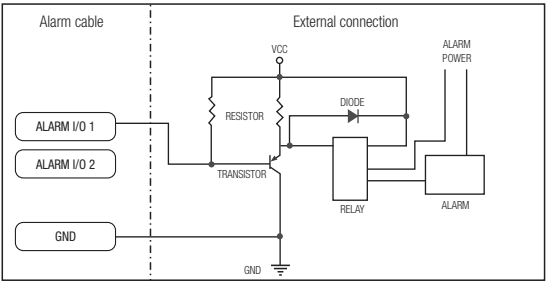 Alarm cable
External connection
ALARM
POWER
VCC
DIODE
RESISTOR
ALARM I/O 1
ALARM I/O 2
TRANSISTOR
RELAY
ALARM
GND
GND